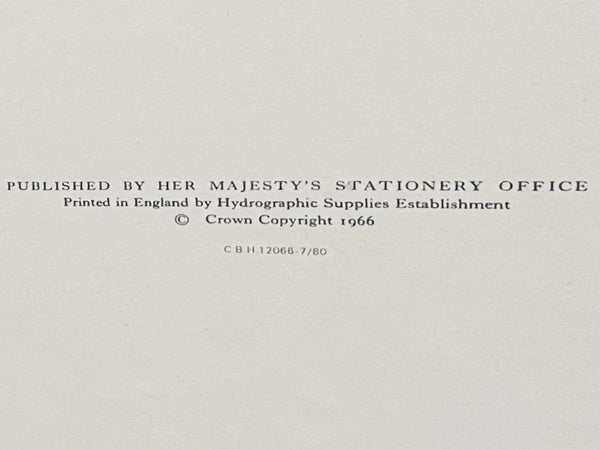 PUBLISHED BY HER MAJESTY'S STATIONERY OFFICE
Printed in England by Hydrographic Supplies Establishment
© Crown Copyright 1966
C B H 12066-7/80